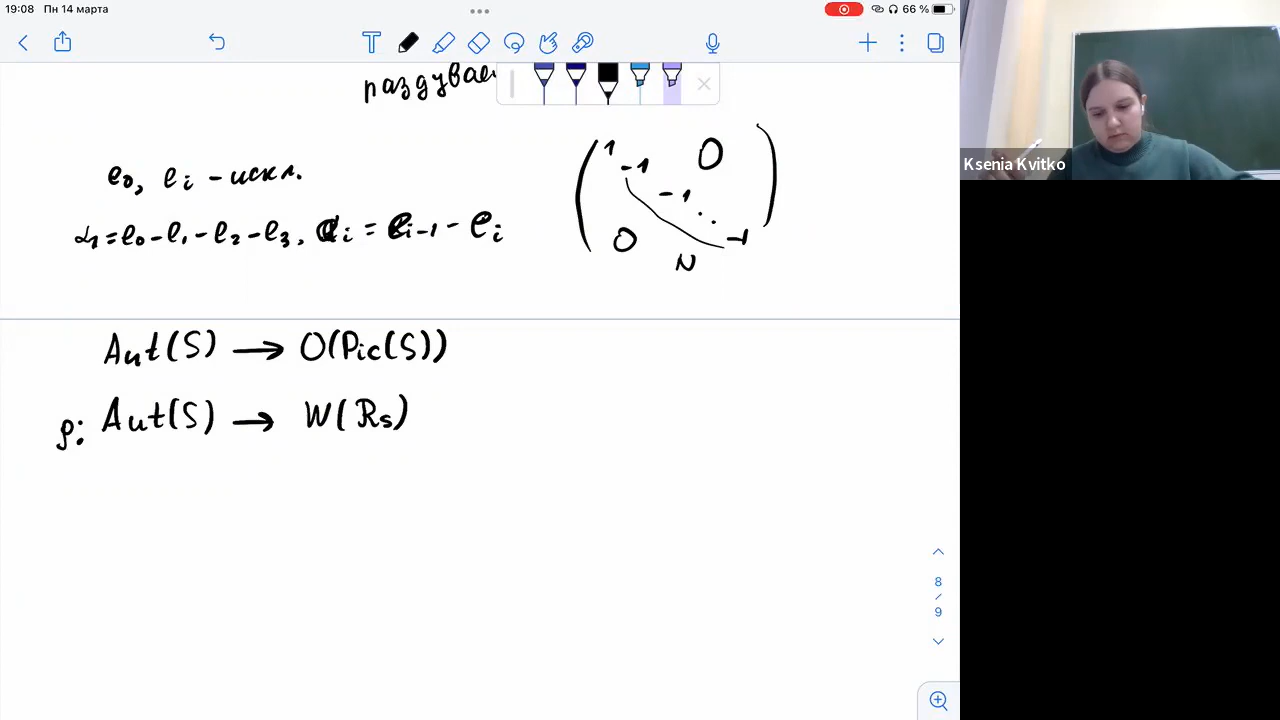 19:08 Пн 14 марта
66 %
раздувае
e₀, eᵢ - искл.
α₁ = e₀ - e₁ - e₂ - e₃, αᵢ = eᵢ₋₁ - eᵢ
1 -1 0
-1 ..
0 -1
N
Aut(S) → O(Pic(S))
ρ: Aut(S) → W(Rs)
8 / 9
Ksenia Kvitko